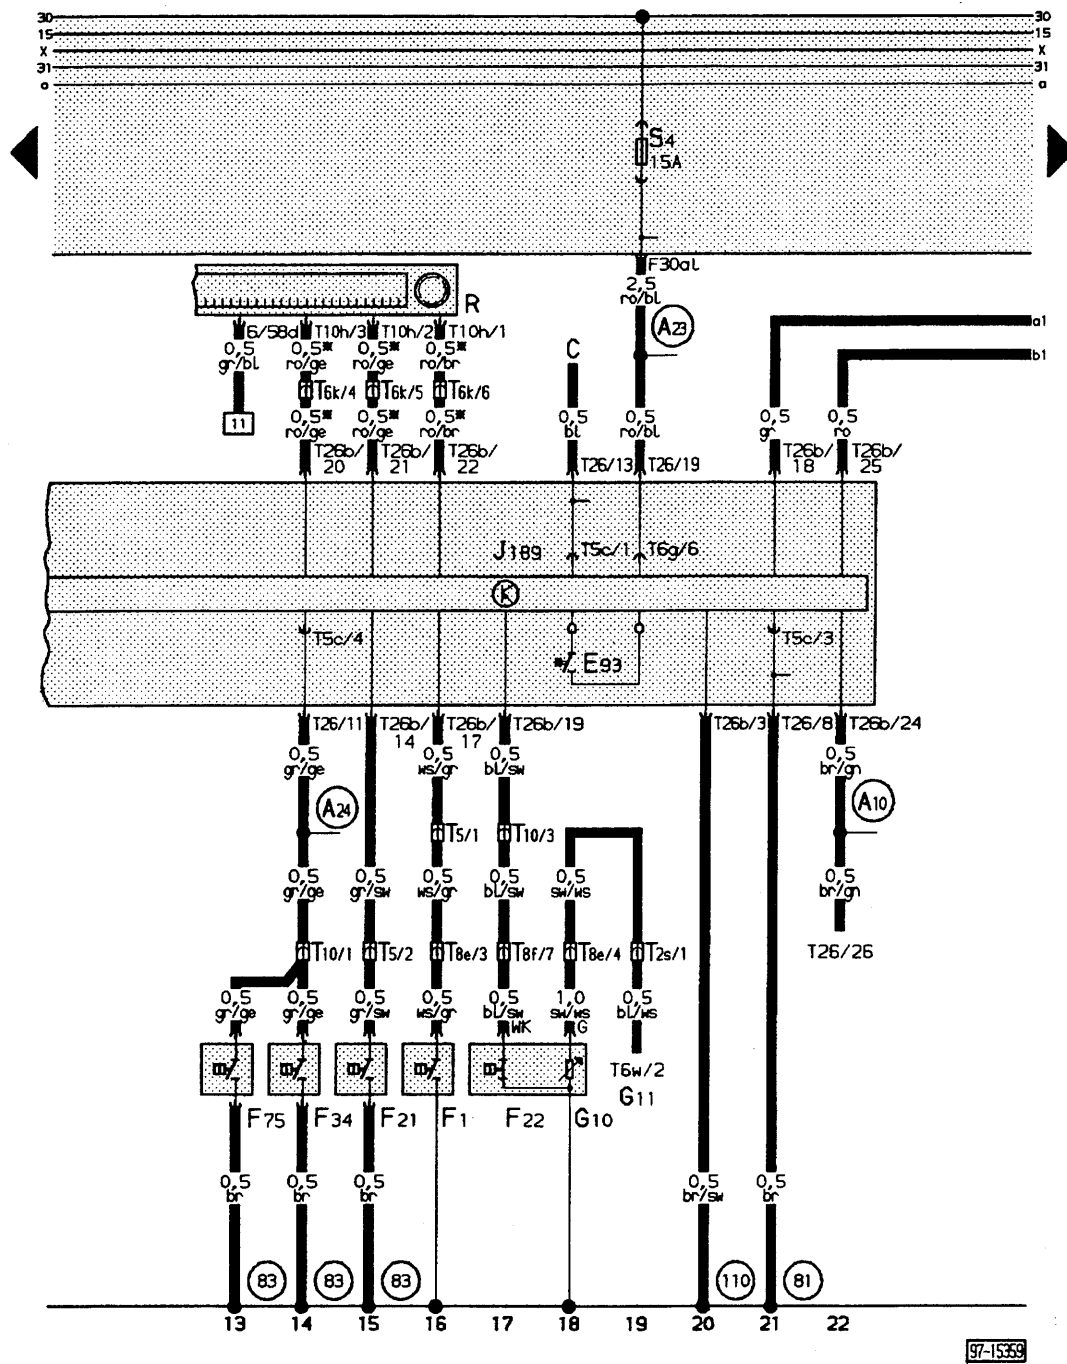 30 30
15 15
X X
31 31
a a
S4
15A
F30al
2,5
ro/bl
A23
R
6/58d T10h/3 T10h/2 T10h/1
0,5 0,5* 0,5* 0,5*
gr/bl ro/ge ro/ge ro/br
T6k/4 T6k/5 T6k/6
11
0,5* 0,5* 0,5*
ro/ge ro/ge ro/br
T26b/ T26b/ T26b/
20 21 22
C
0,5 0,5
bl ro/bl
T26/13 T26/19
a1
b1
0,5 0,5
gr ro
T26b/ T26b/
18 25
J189 T5c/1 T6g/6
K
T5c/4 T5c/3
* E93
T26/11 T26b/ T26b/ T26b/19 T26b/3 T26/8 T26b/24
14 17
0,5 0,5 0,5 0,5
gr/ge ws/gr bl/sw br/gn
A24 A10
T5/1 T10/3
0,5 0,5 0,5 0,5 0,5 0,5
gr/ge gr/sw ws/gr bl/sw sw/ws br/gn
T10/1 T5/2 T8e/3 T8f/7 T8e/4 T2s/1 T26/26
0,5 0,5 0,5 0,5 0,5 1,0 0,5
gr/ge gr/ge gr/sw ws/gr bl/sw sw/ws bl/ws
WK G
T6w/2
G11
F75 F34 F21 F1 F22 G10
0,5 0,5 0,5 0,5 0,5
br br br br/sw br
83 83 83 110 81
13 14 15 16 17 18 19 20 21 22
97-15359